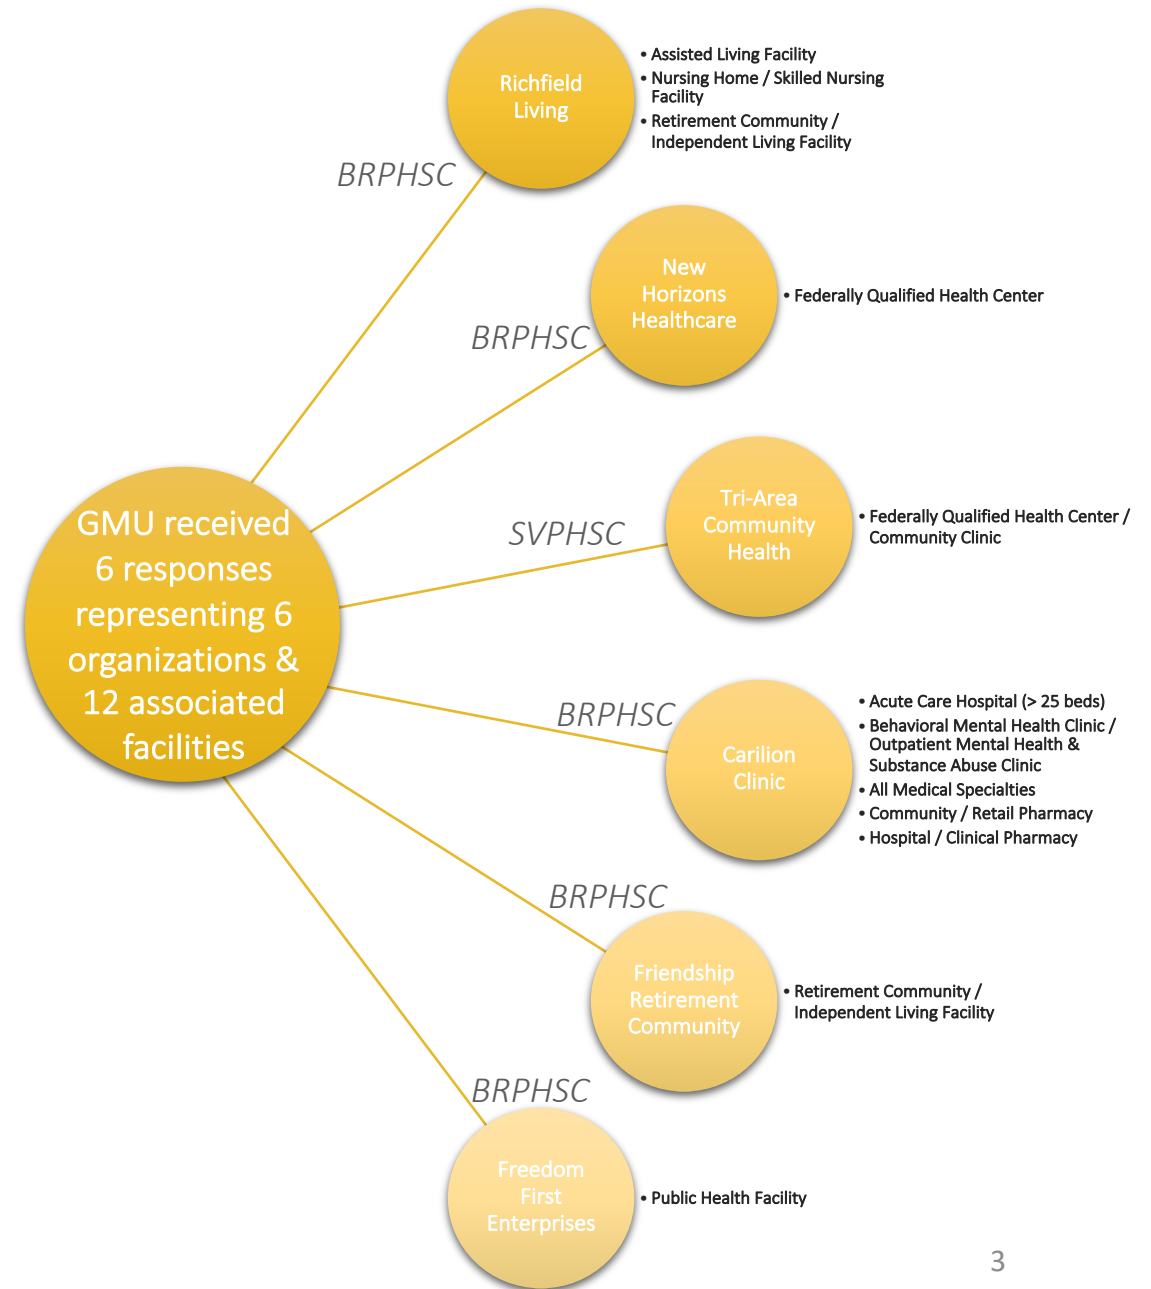 Richfield
Living
• Assisted Living Facility
• Nursing Home / Skilled Nursing
Facility
• Retirement Community /
Independent Living Facility
BRPHSC
New
Horizons
Healthcare
• Federally Qualified Health Center
BRPHSC
Tri-Area
Community
Health
• Federally Qualified Health Center /
Community Clinic
SVPHSC
GMU received
6 responses
representing 6
organizations &
12 associated
facilities
BRPHSC
Carilion
Clinic
• Acute Care Hospital (> 25 beds)
• Behavioral Mental Health Clinic /
Outpatient Mental Health &
Substance Abuse Clinic
• All Medical Specialties
• Community / Retail Pharmacy
• Hospital / Clinical Pharmacy
BRPHSC
Friendship
Retirement
Community
• Retirement Community /
Independent Living Facility
BRPHSC
Freedom
First
Enterprises
• Public Health Facility
3